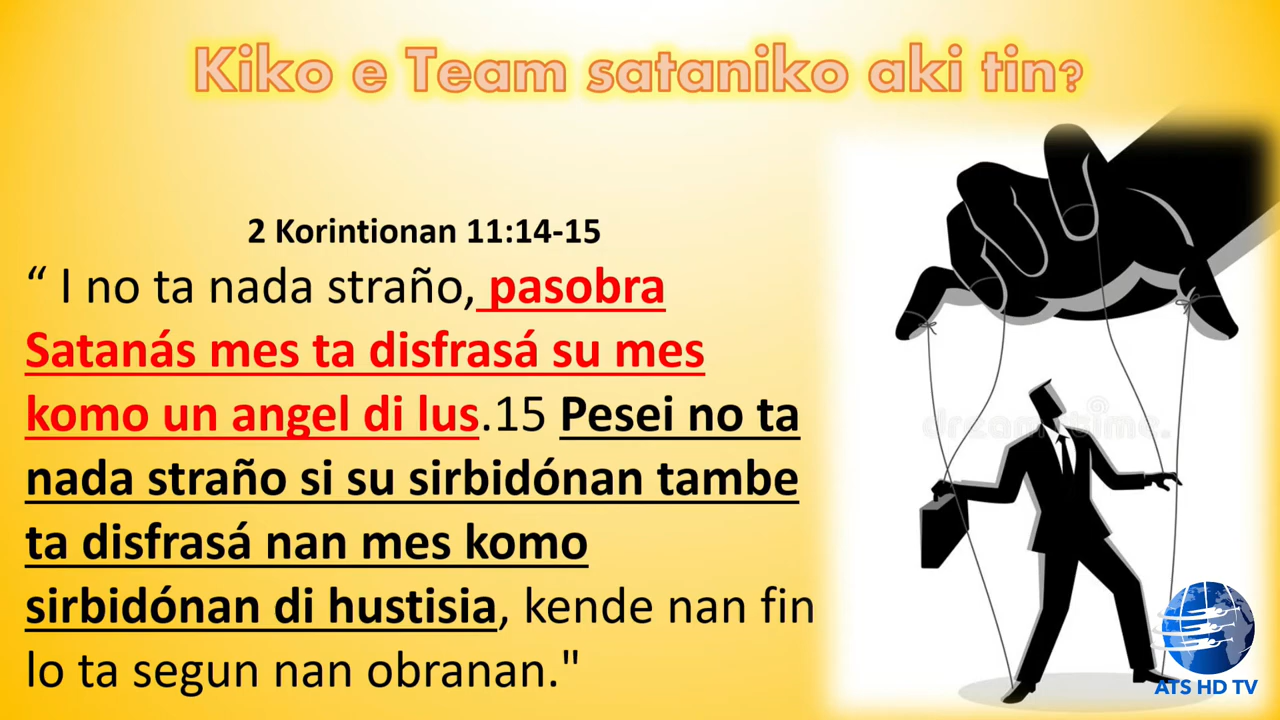 Kiko e Team sataniko aki tin?
2 Korintionan 11:14-15
“ I no ta nada straño, pasobra
Satanás mes ta disfrasá su mes
komo un angel di lus.15 Pesei no ta
nada straño si su sirbidónan tambe
ta disfrasá nan mes komo
sirbidónan di hustisia, kende nan fin
lo ta segun nan obranan."
dreamstime.
ATS HD TV